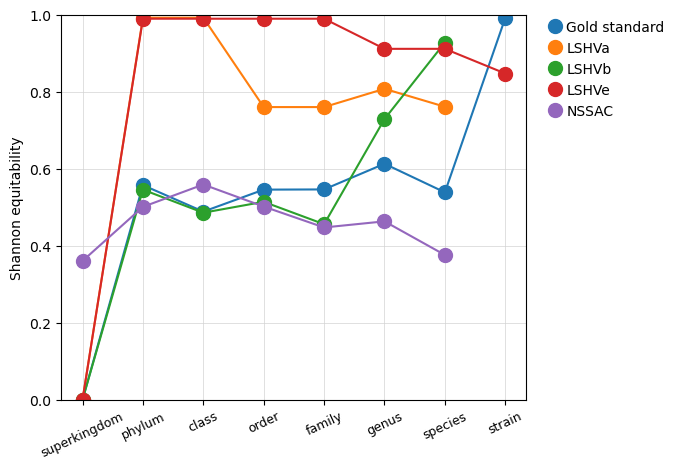 1.0
0.8
0.6
0.4
0.2
0.0
Shannon equitability
superkingdom
phylum
class
order
family
genus
species
strain
Gold standard
LSHVa
LSHVb
LSHVe
NSSAC